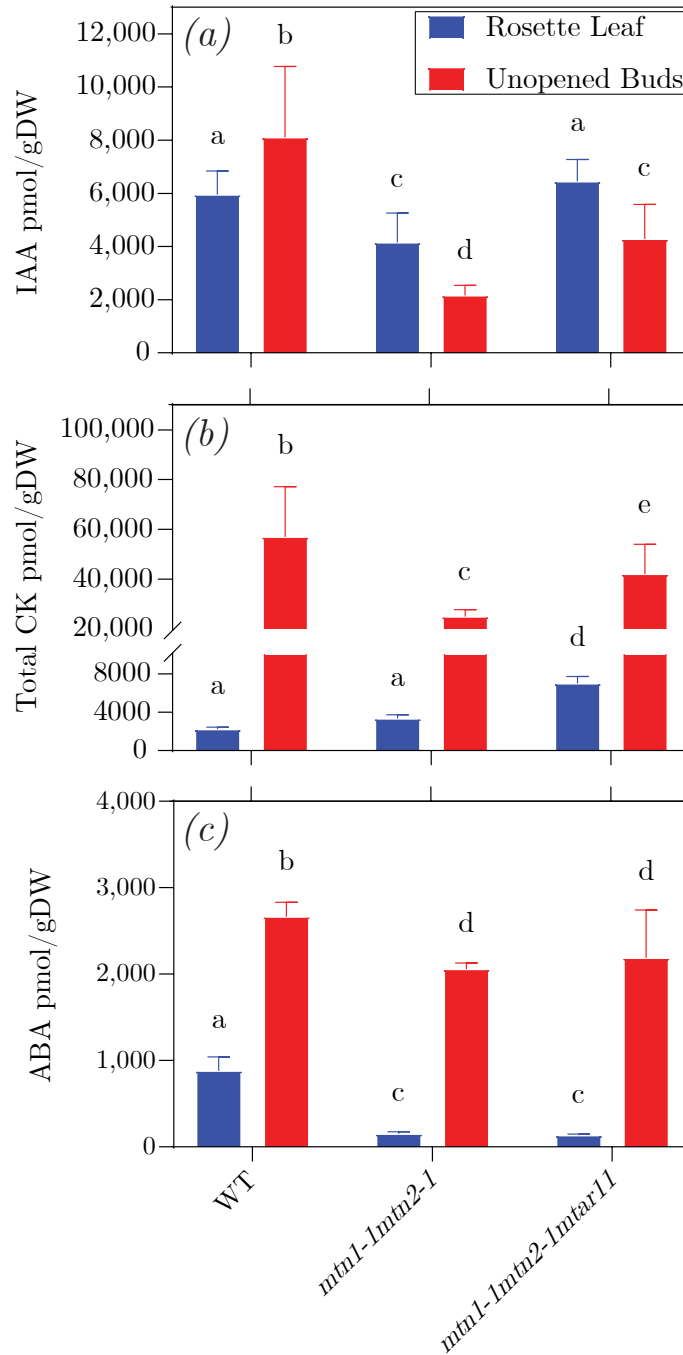 (a)
Rosette Leaf
Unopened Buds
IAA pmol/gDW
12,000
10,000
8,000
6,000
4,000
2,000
0
a
b
c
d
a
c
(b)
Total CK pmol/gDW
100,000
80,000
60,000
40,000
20,000
8000
4000
0
a
b
a
c
d
e
(c)
ABA pmol/gDW
4,000
3,000
2,000
1,000
0
a
b
c
d
c
d
WT
mtn1-1mtn2-1
mtn1-1mtn2-1mtar11